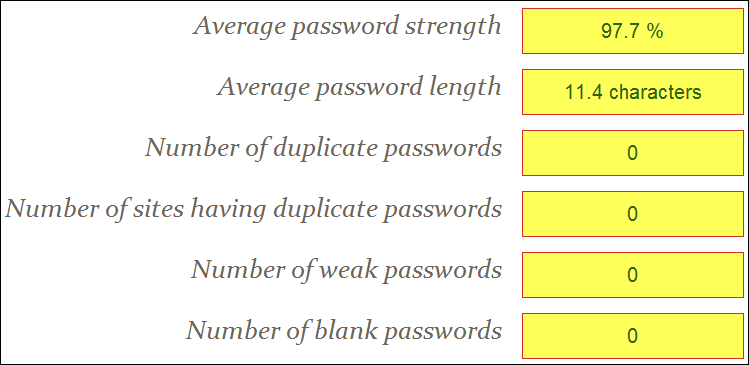 Average password strength 97.7 %
Average password length 11.4 characters
Number of duplicate passwords 0
Number of sites having duplicate passwords 0
Number of weak passwords 0
Number of blank passwords 0